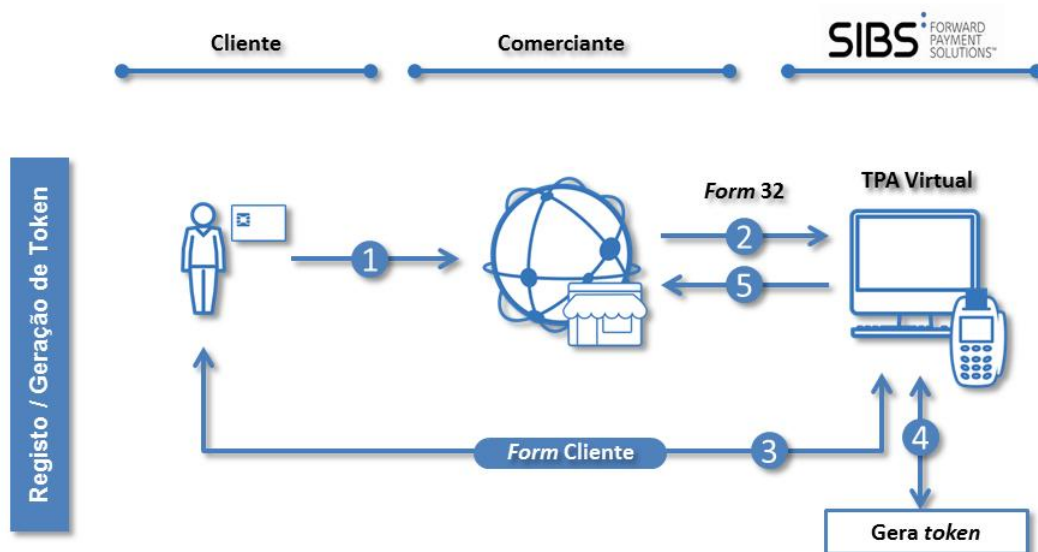 Cliente
Comerciante
SIBS FORWARD
PAYMENT
SOLUTIONS™
Registo / Geração de Token
Form 32
TPA Virtual
1
2
5
Form Cliente
3
4
Gera token